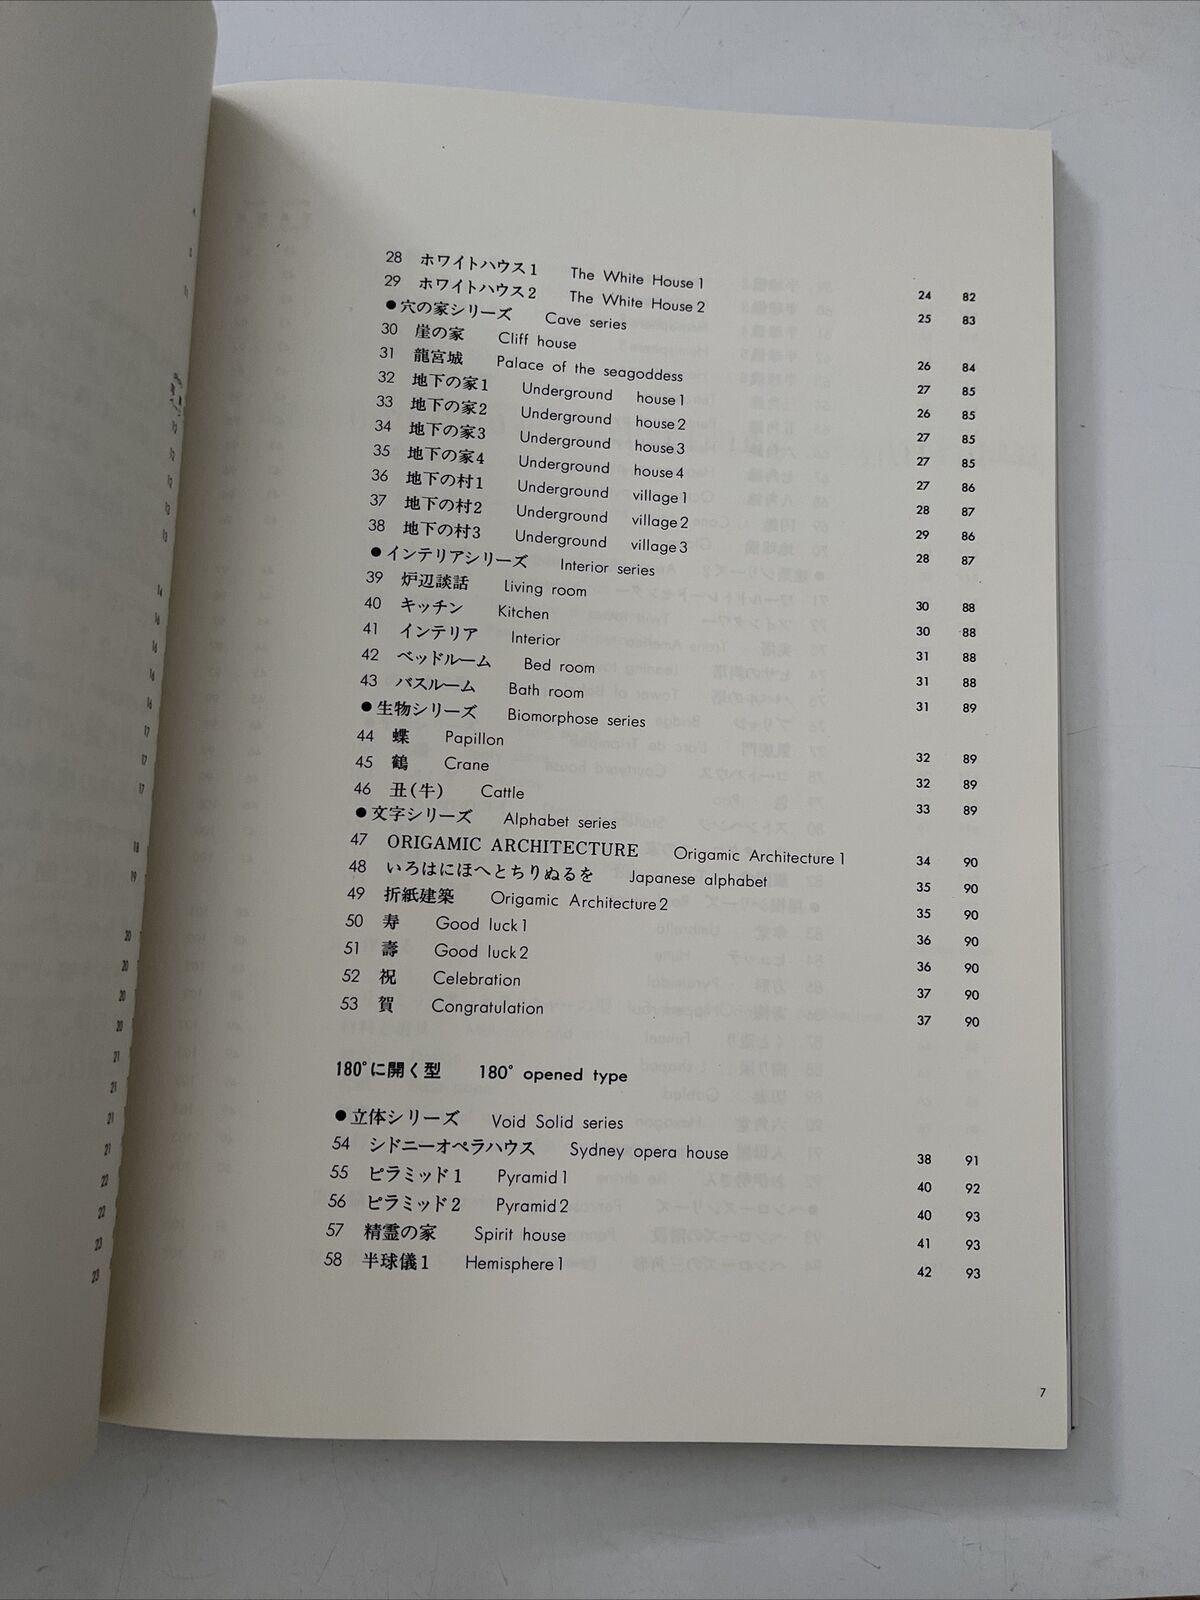 28 ホワイトハウス1 The White House 1 24 82
29 ホワイトハウス2 The White House 2 25 83
●穴の家シリーズ Cave series
30 崖の家 Cliff house 26 84
31 龍宮城 Palace of the seagoddess 27 85
32 地下の家1 Underground house 1 26 85
33 地下の家2 Underground house 2 27 85
34 地下の家3 Underground house 3 27 85
35 地下の家4 Underground house 4 27 86
36 地下の村1 Underground village 1 28 87
37 地下の村2 Underground village 2 29 86
38 地下の村3 Underground village 3 28 87
●インテリアシリーズ Interior series
39 炉辺談話 Living room 30 88
40 キッチン Kitchen 30 88
41 インテリア Interior 31 88
42 ベッドルーム Bed room 31 88
43 バスルーム Bath room 31 89
●生物シリーズ Biomorphose series
44 蝶 Papillon 32 89
45 鶴 Crane 32 89
46 丑(牛) Cattle 33 89
●文字シリーズ Alphabet series
47 ORIGAMIC ARCHITECTURE Origamic Architecture 1 34 90
48 いろはにほへとちりぬるを Japanese alphabet 35 90
49 折紙建築 Origamic Architecture 2 35 90
50 寿 Good luck 1 36 90
51 壽 Good luck 2 36 90
52 祝 Celebration 37 90
53 賀 Congratulation 37 90
180°に開く型 180° opened type
●立体シリーズ Void Solid series
54 シドニーオペラハウス Sydney opera house 38 91
55 ピラミッド1 Pyramid 1 40 92
56 ピラミッド2 Pyramid 2 40 93
57 精霊の家 Spirit house 41 93
58 半球儀1 Hemisphere 1 42 93
7